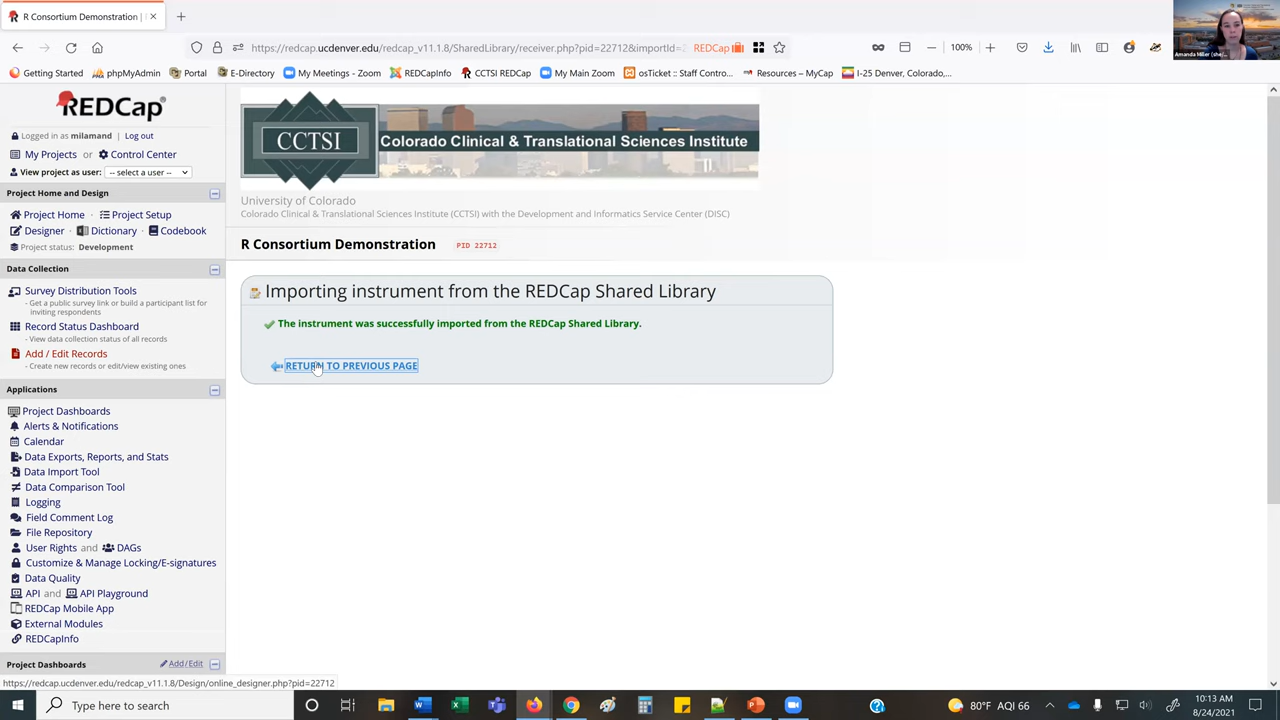 R Consortium Demonstration |
https://redcap.ucdenver.edu/redcap_v11.1.8/SharedLibrary/receiver.php?pid=22712&importId=2
REDCap
100%
Getting Started
phpMyAdmin
Portal
E-Directory
My Meetings - Zoom
REDCapInfo
CCTSI REDCap
My Main Zoom
osTicket :: Staff Contro...
Resources – MyCap
I-25 Denver, Colorado,...
Amanda Miller (she/...
REDCap
Logged in as milamand | Log out
My Projects or Control Center
View project as user: -- select a user --
Project Home and Design
Project Home · Project Setup
Designer · Dictionary · Codebook
Project status: Development
Data Collection
Survey Distribution Tools
- Get a public survey link or build a participant list for
inviting respondents
Record Status Dashboard
- View data collection status of all records
Add / Edit Records
- Create new records or edit/view existing ones
Applications
Project Dashboards
Alerts & Notifications
Calendar
Data Exports, Reports, and Stats
Data Import Tool
Data Comparison Tool
Logging
Field Comment Log
File Repository
User Rights and DAGs
Customize & Manage Locking/E-signatures
Data Quality
API and API Playground
REDCap Mobile App
External Modules
REDCapInfo
Project Dashboards Add/Edit
CCTSI
Colorado Clinical & Translational Sciences Institute
University of Colorado
Colorado Clinical & Translational Sciences Institute (CCTSI) with the Development and Informatics Service Center (DISC)
R Consortium Demonstration PID 22712
Importing instrument from the REDCap Shared Library
The instrument was successfully imported from the REDCap Shared Library.
RETURN TO PREVIOUS PAGE
https://redcap.ucdenver.edu/redcap_v11.1.8/Design/online_designer.php?pid=22712
Type here to search
80°F AQI 66
10:13 AM
8/24/2021